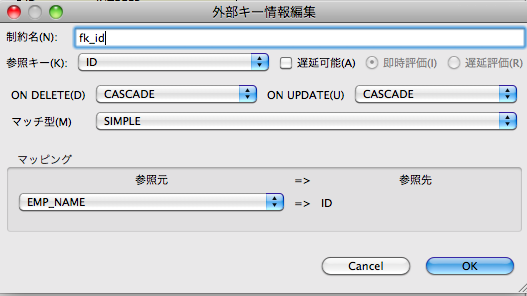 外部キー情報編集
制約名(N): fk_id
参照キー(K): ID 遅延可能(A) 即時評価(I) 遅延評価(R)
ON DELETE(D) CASCADE ON UPDATE(U) CASCADE
マッチ型(M) SIMPLE
マッピング
参照元 => 参照先
EMP_NAME => ID
Cancel OK